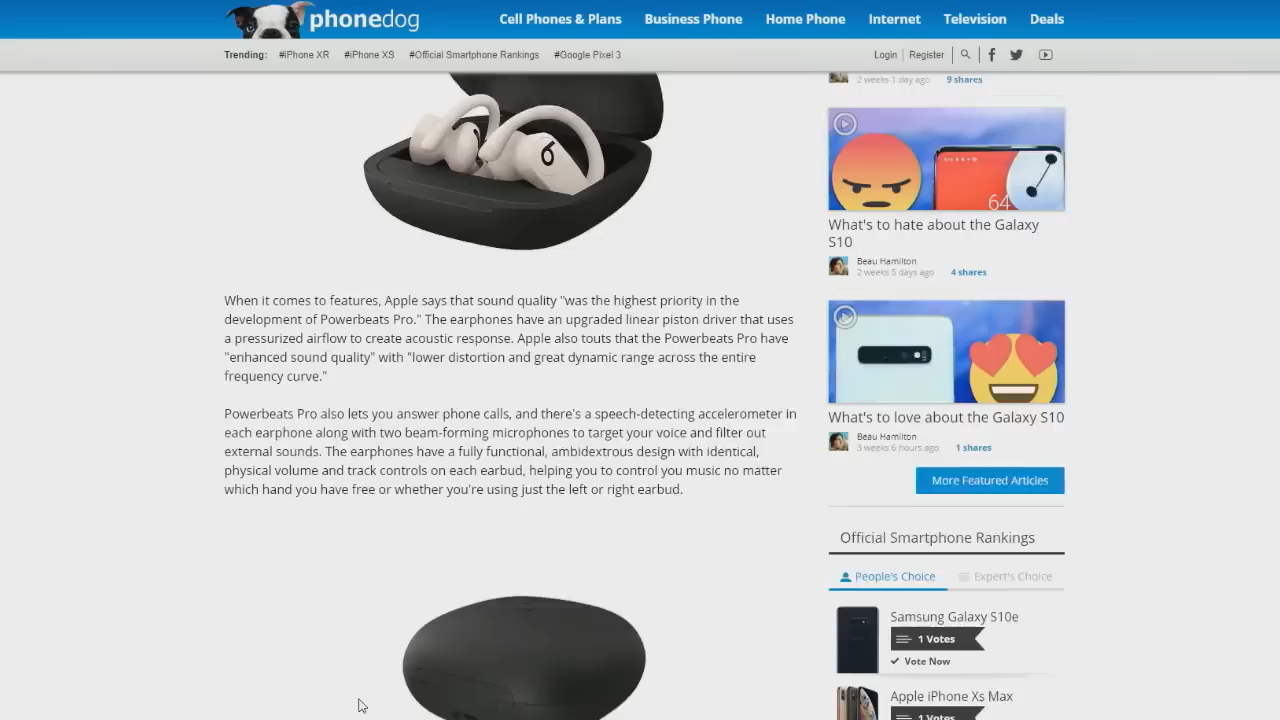 phonedog
Cell Phones & Plans
Business Phone
Home Phone
Internet
Television
Deals
Trending:
#iPhone XR
#iPhone XS
#Official Smartphone Rankings
#Google Pixel 3
Login
Register
When it comes to features, Apple says that sound quality "was the highest priority in the
development of Powerbeats Pro." The earphones have an upgraded linear piston driver that uses
a pressurized airflow to create acoustic response. Apple also touts that the Powerbeats Pro have
"enhanced sound quality" with "lower distortion and great dynamic range across the entire
frequency curve."
Powerbeats Pro also lets you answer phone calls, and there's a speech-detecting accelerometer in
each earphone along with two beam-forming microphones to target your voice and filter out
external sounds. The earphones have a fully functional, ambidextrous design with identical,
physical volume and track controls on each earbud, helping you to control you music no matter
which hand you have free or whether you're using just the left or right earbud.
2 weeks 1 day ago
9 shares
64
What's to hate about the Galaxy
S10
Beau Hamilton
2 weeks 5 days ago
4 shares
What's to love about the Galaxy S10
Beau Hamilton
3 weeks 6 hours ago
1 shares
More Featured Articles
Official Smartphone Rankings
People's Choice
Expert's Choice
Samsung Galaxy S10e
1 Votes
Vote Now
Apple iPhone Xs Max
1 Votes